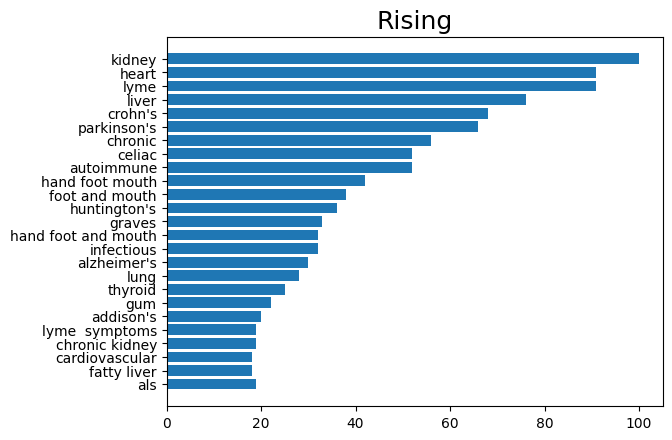 Rising
kidney
heart
lyme
liver
crohn's
parkinson's
chronic
celiac
autoimmune
hand foot mouth
foot and mouth
huntington's
graves
hand foot and mouth
infectious
alzheimer's
lung
thyroid
gum
addison's
lyme  symptoms
chronic kidney
cardiovascular
fatty liver
als
0 20 40 60 80 100